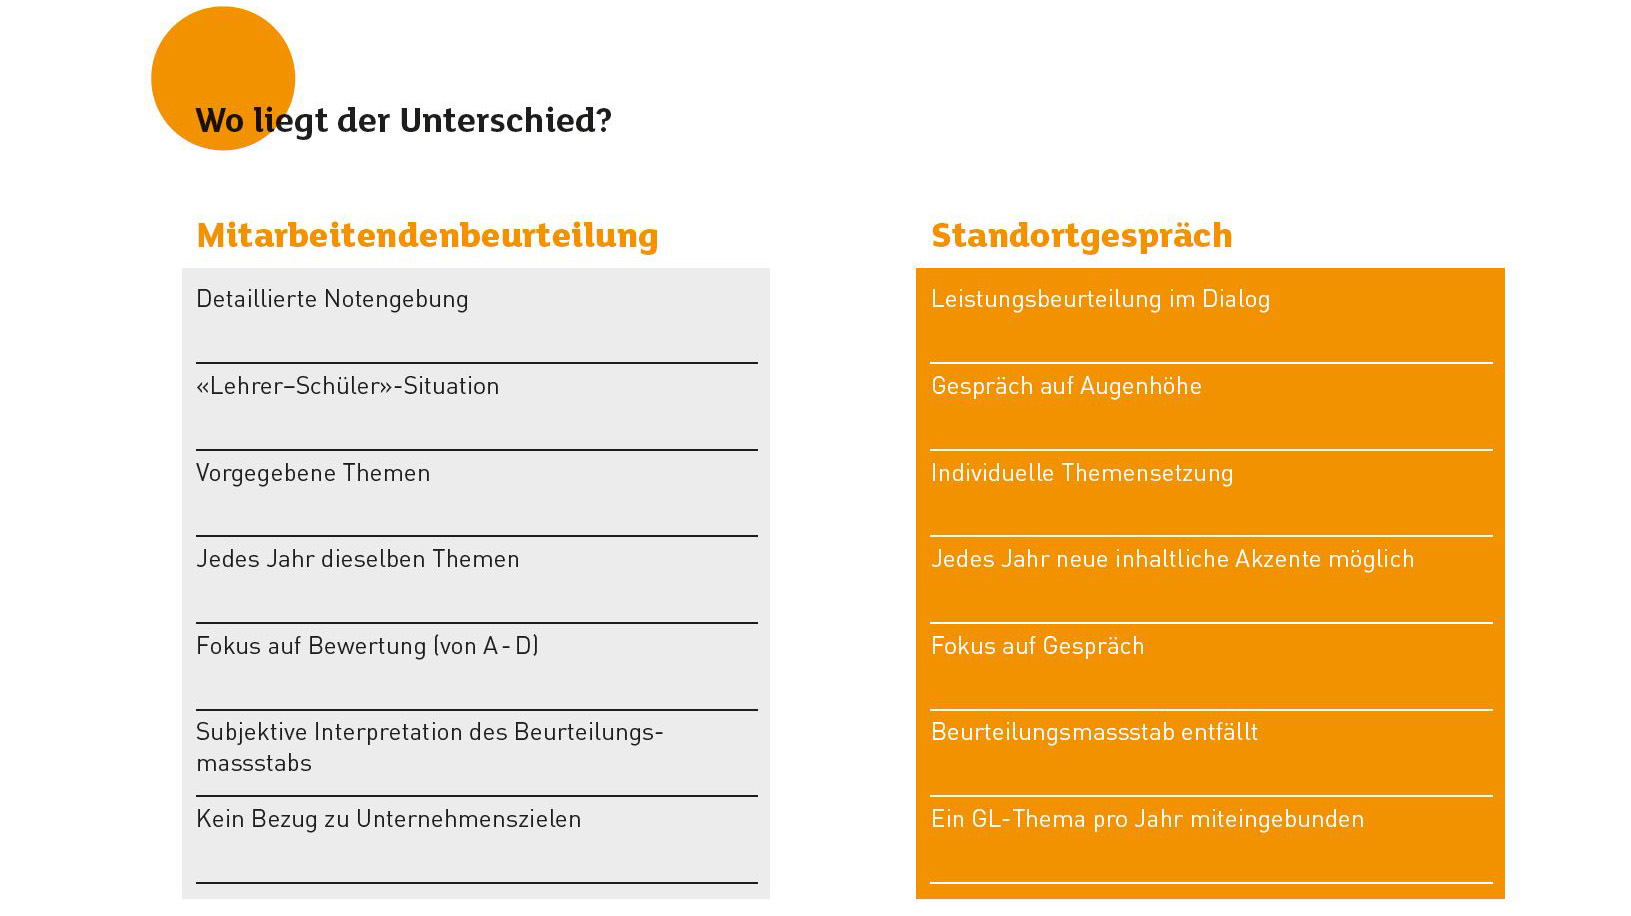 Wo liegt der Unterschied?
Mitarbeitendenbeurteilung
Detaillierte Notengebung
«Lehrer–Schüler»-Situation
Vorgegebene Themen
Jedes Jahr dieselben Themen
Fokus auf Bewertung (von A - D)
Subjektive Interpretation des Beurteilungs-
massstabs
Kein Bezug zu Unternehmenszielen
Standortgespräch
Leistungsbeurteilung im Dialog
Gespräch auf Augenhöhe
Individuelle Themensetzung
Jedes Jahr neue inhaltliche Akzente möglich
Fokus auf Gespräch
Beurteilungsmassstab entfällt
Ein GL-Thema pro Jahr miteingebunden